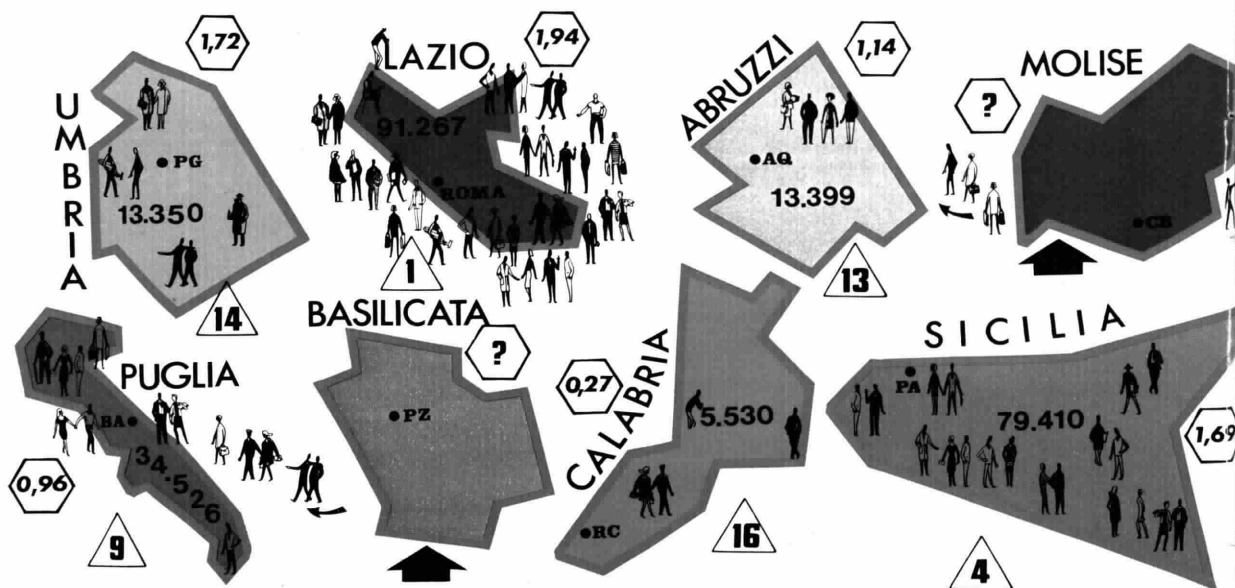 UMBRIA
1,72
PG
13.350
14
LAZIO
1,94
91.267
ROMA
1
ABRUZZI
1,14
AQ
13.399
13
MOLISE
?
CB
PUGLIA
BA
34.526
0,96
9
BASILICATA
?
PZ
CALABRIA
0,27
5.530
RC
16
SICILIA
PA
79.410
1,69
4